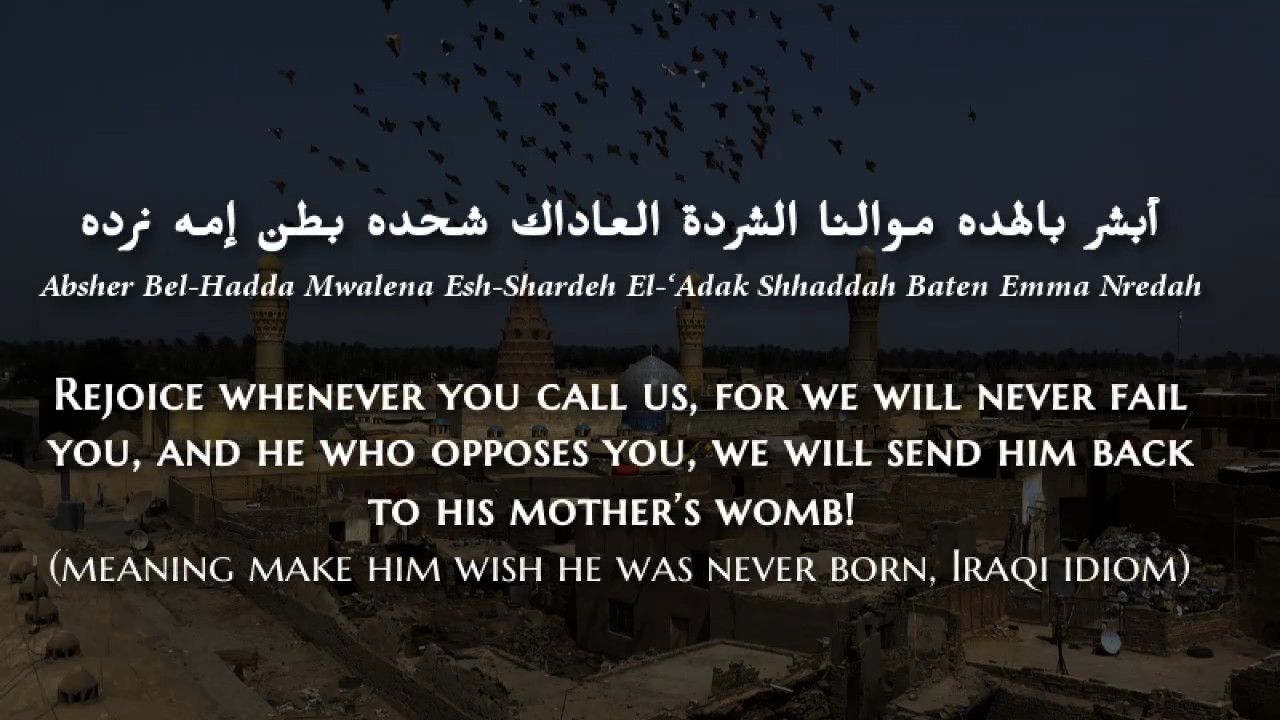 أبشر بالهده موالنا الشردة العاداك شحده بطن إمه نرده
Absher Bel-Hadda Mwalena Esh-Shardeh El-‘Adak Shhaddah Baten Emma Nredah
Rejoice whenever you call us, for we will never fail
you, and he who opposes you, we will send him back
to his mother’s womb!
(meaning make him wish he was never born, Iraqi idiom)